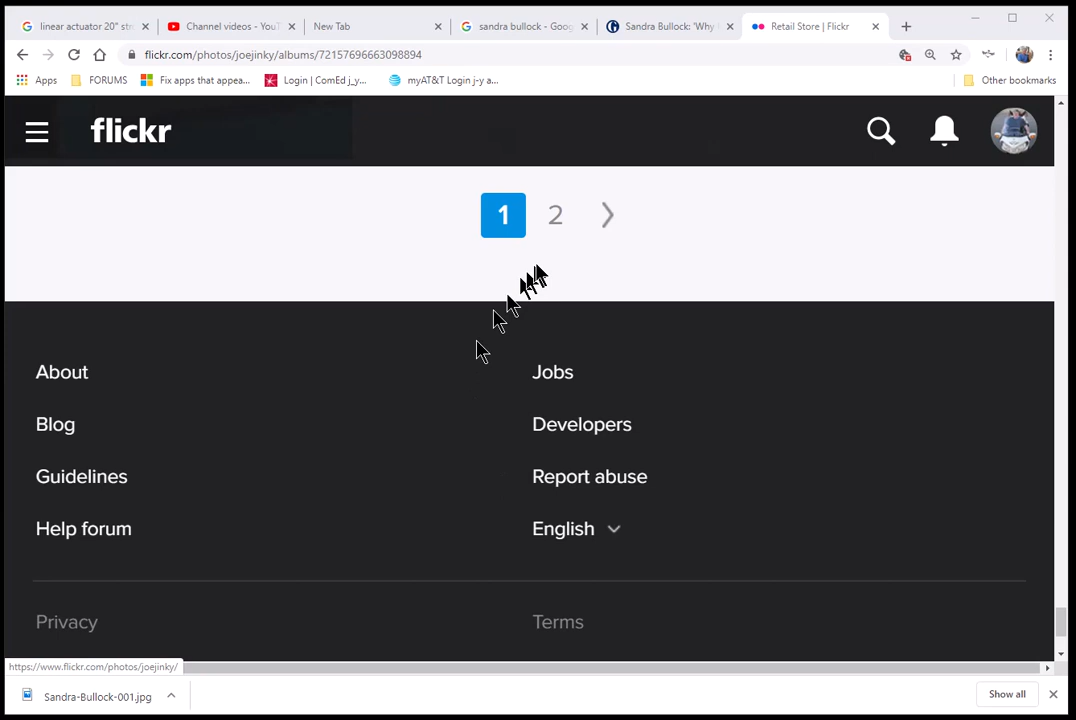 linear actuator 20" str
Channel videos - YouT
New Tab
sandra bullock - Goog
Sandra Bullock: 'Why
Retail Store | Flickr
flickr.com/photos/joejinky/albums/72157696663098894
Apps
FORUMS
Fix apps that appea...
Login | ComEd j_y...
myAT&T Login j-y a...
Other bookmarks
flickr
1 2
About
Jobs
Blog
Developers
Guidelines
Report abuse
Help forum
English
Privacy
Terms
https://www.flickr.com/photos/joejinky/
Sandra-Bullock-001.jpg
Show all